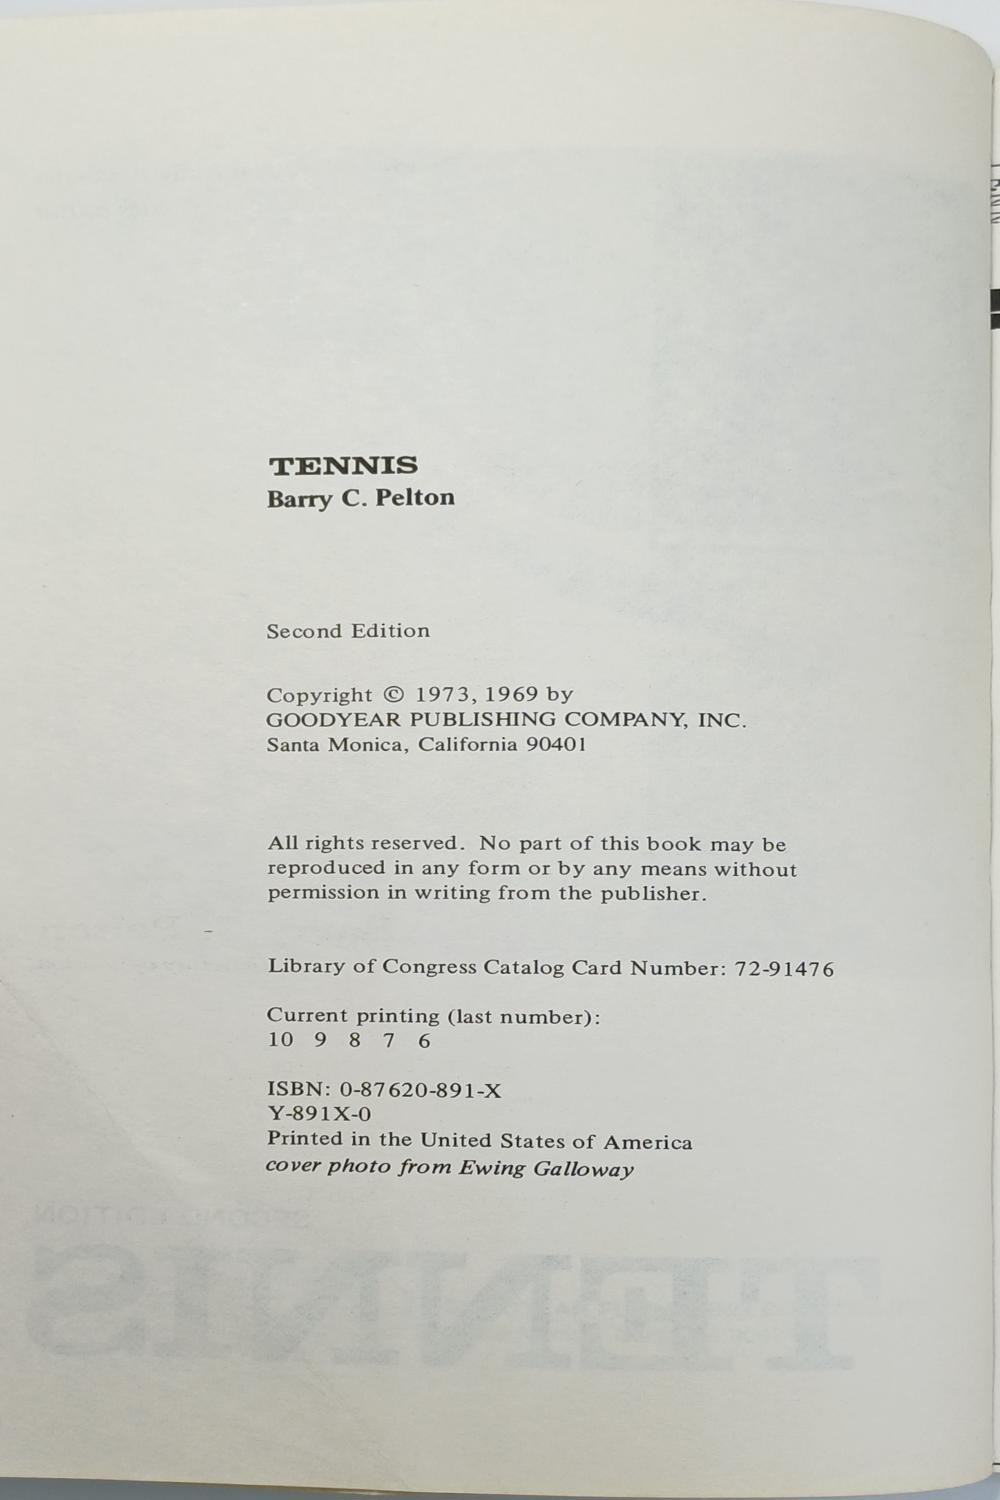 TENNIS
Barry C. Pelton
Second Edition
Copyright © 1973, 1969 by
GOODYEAR PUBLISHING COMPANY, INC.
Santa Monica, California 90401
All rights reserved. No part of this book may be
reproduced in any form or by any means without
permission in writing from the publisher.
Library of Congress Catalog Card Number: 72-91476
Current printing (last number):
10 9 8 7 6
ISBN: 0-87620-891-X
Y-891X-0
Printed in the United States of America
cover photo from Ewing Galloway
SECOND EDITION
TENNIS